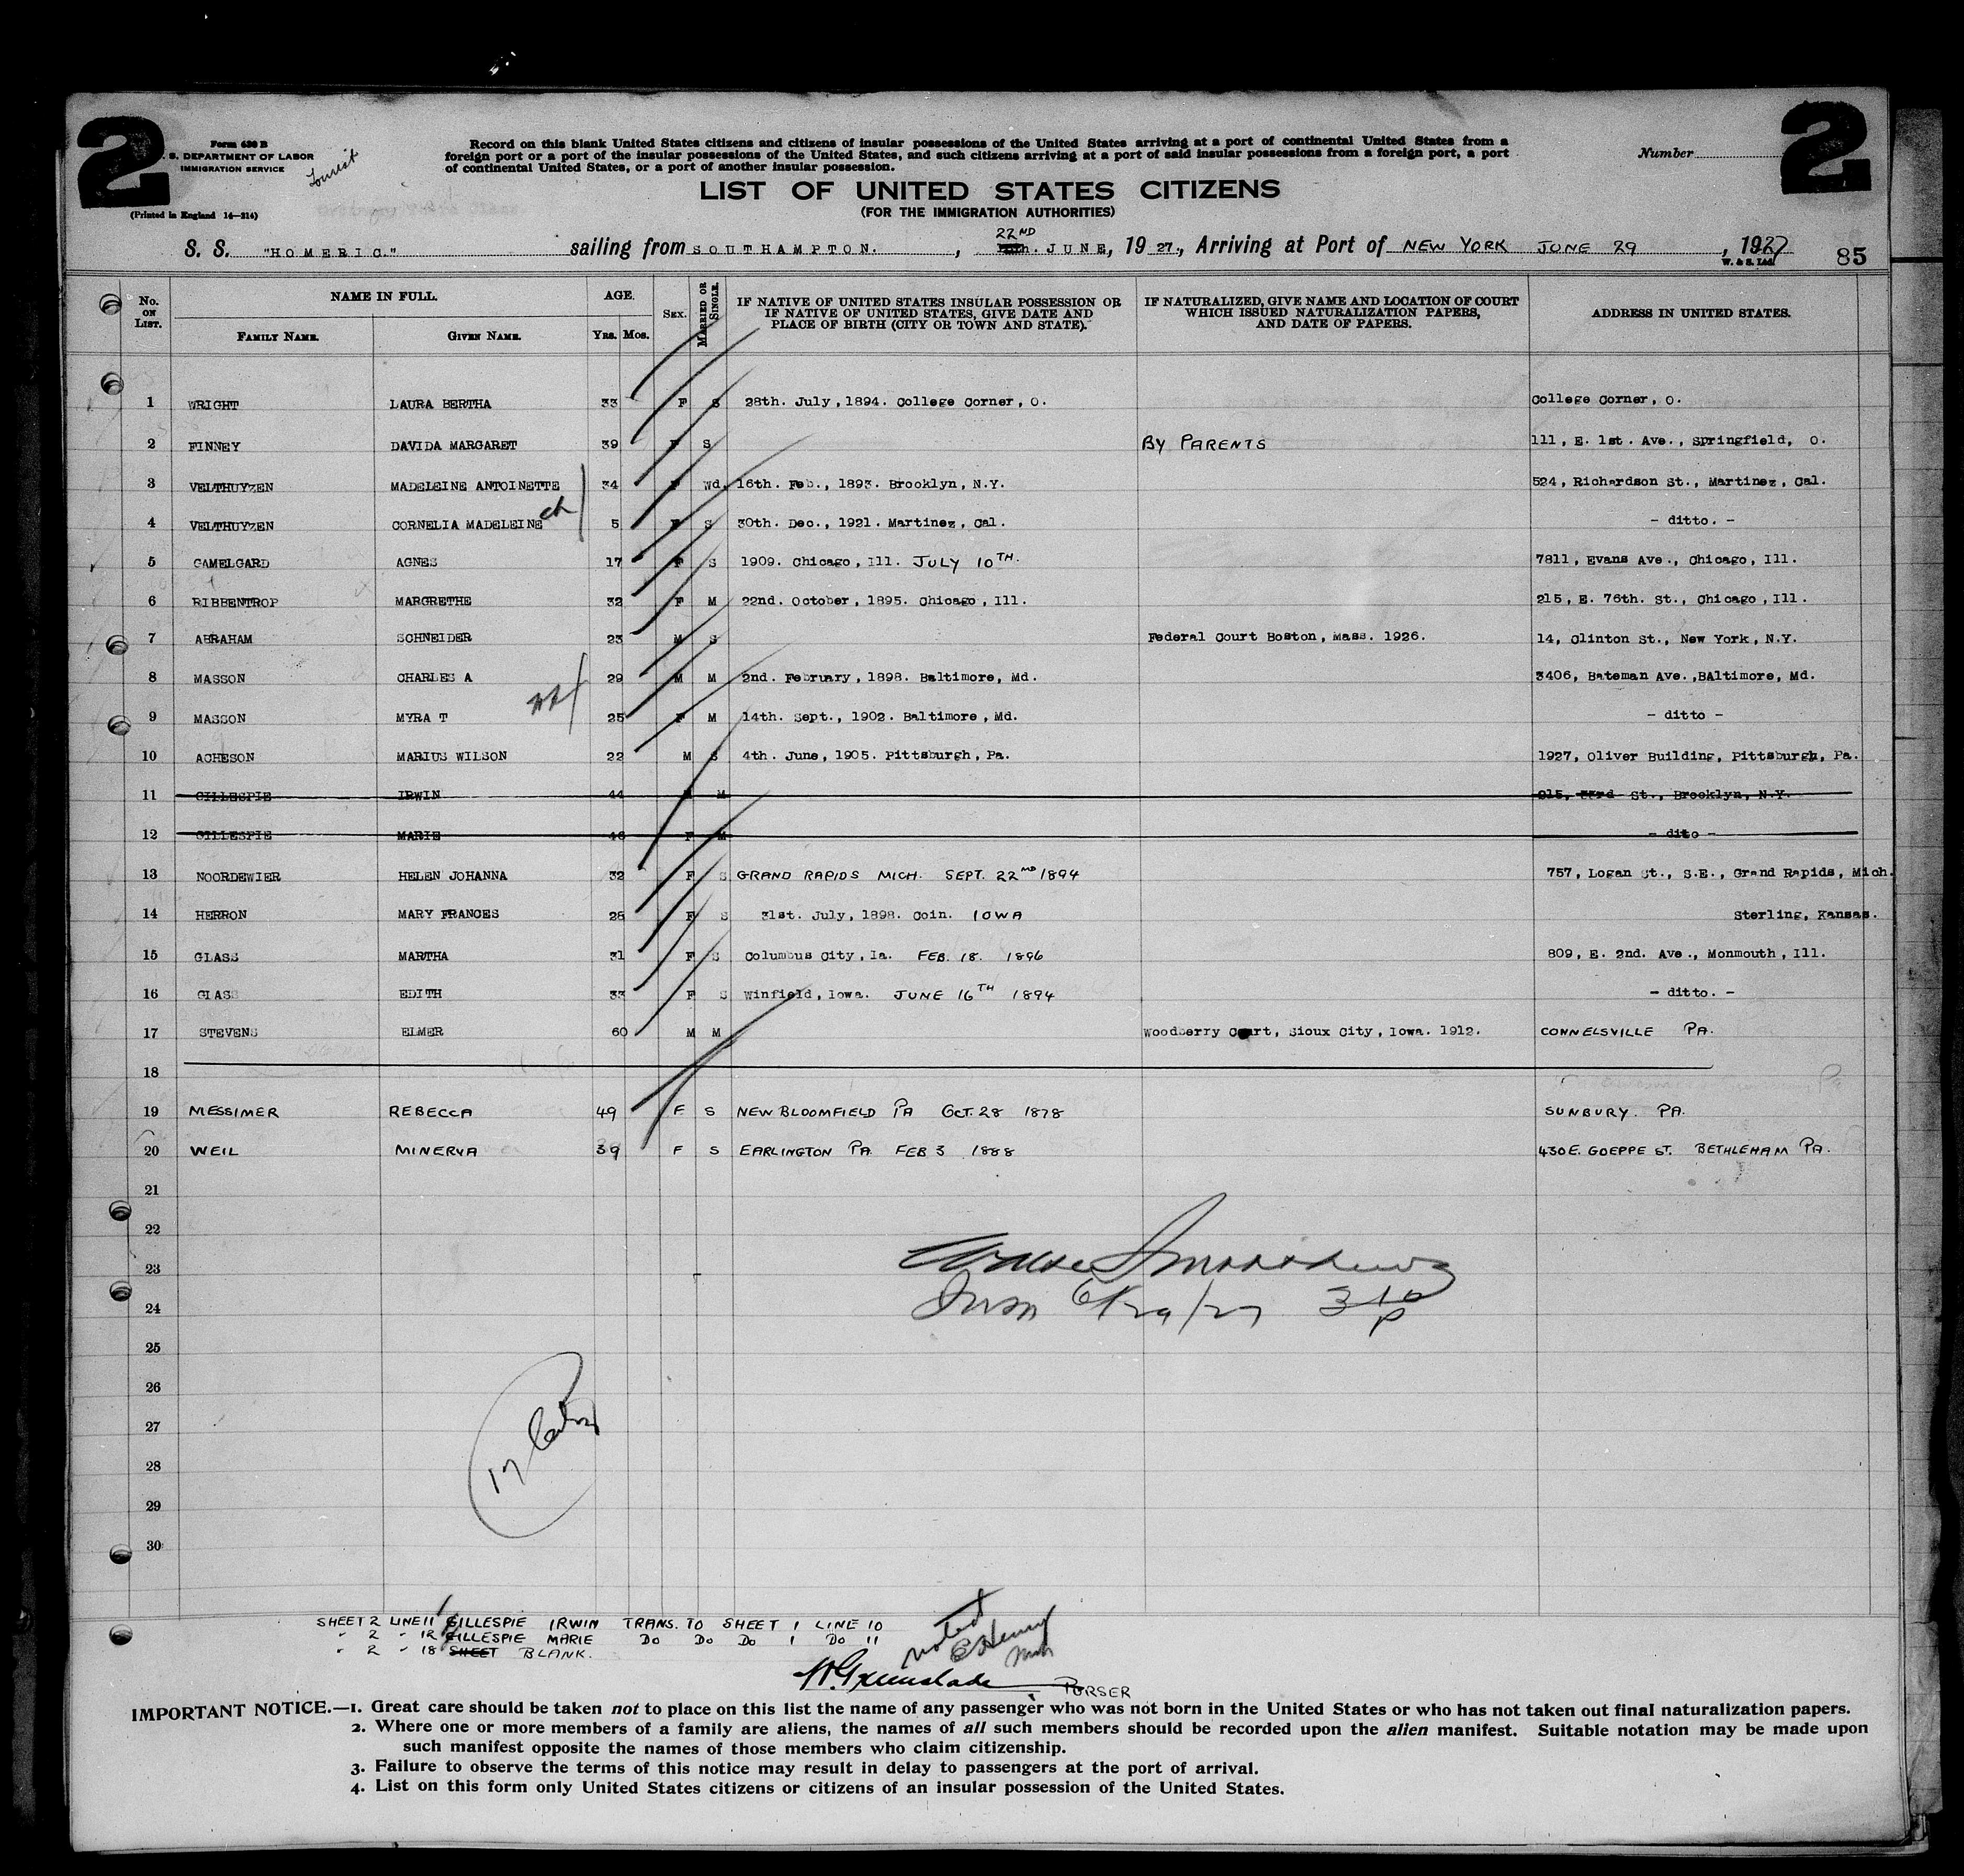 2
2
Form 630 B
S. DEPARTMENT OF LABOR
IMMIGRATION SERVICE
Tourist
(Printed in England 14—214)
Record on this blank United States citizens and citizens of insular possessions of the United States arriving at a port of continental United States from a
foreign port or a port of the insular possessions of the United States, and such citizens arriving at a port of said insular possessions from a foreign port, a port
of continental United States, or a port of another insular possession.
Number
LIST OF UNITED STATES CITIZENS
(FOR THE IMMIGRATION AUTHORITIES)
S. S. "HOMERIC." sailing from SOUTHAMPTON. , 22ND JUNE, 1927., Arriving at Port of NEW YORK JUNE 29 , 1927
W. & S. Ltd.
85
No. ON LIST.
NAME IN FULL.
FAMILY NAME. GIVEN NAME.
AGE.
Yrs. Mos.
SEX.
MARRIED OR SINGLE.
IF NATIVE OF UNITED STATES INSULAR POSSESSION OR
IF NATIVE OF UNITED STATES, GIVE DATE AND
PLACE OF BIRTH (CITY OR TOWN AND STATE).
IF NATURALIZED, GIVE NAME AND LOCATION OF COURT
WHICH ISSUED NATURALIZATION PAPERS,
AND DATE OF PAPERS.
ADDRESS IN UNITED STATES.
1 WRIGHT LAURA BERTHA 33 F S 28th. July, 1894. College Corner, O. College Corner, O.
2 FINNEY DAVIDA MARGARET 39 F S BY PARENTS 111, E. 1st. Ave., Springfield, O.
3 VELTHUYZEN MADELEINE ANTOINETTE 34 F Wd. 16th. Feb., 1893. Brooklyn, N.Y. 524, Richardson St., Martinez, Cal.
4 VELTHUYZEN CORNELIA MADELEINE ch 5 F S 30th. Dec., 1921. Martinez, Cal. - ditto. -
5 CAMELGARD AGNES 17 F S 1909. Chicago, Ill. JULY 10TH. 7811, Evans Ave., Chicago, Ill.
6 RIBBENTROP MARGRETHE 32 F M 22nd. October, 1895. Chicago, Ill. 215, E. 76th. St., Chicago, Ill.
7 ABRAHAM SCHNEIDER 23 M S Federal Court Boston, Mass. 1926. 14, Clinton St., New York, N.Y.
8 MASSON CHARLES A 29 M M 2nd. February, 1898. Baltimore, Md. 3406, Bateman Ave., BAltimore, Md.
9 MASSON MYRA T 25 F M 14th. Sept., 1902. Baltimore, Md. - ditto -
10 ACHESON MARIUS WILSON 22 M S 4th. June, 1905. Pittsburgh, Pa. 1927, Oliver Building, Pittsburgh, Pa.
11 GILLESPIE IRWIN 44 M M 915, 53rd St., Brooklyn, N.Y.
12 GILLESPIE MARIE 46 F M - dito -
13 NOORDEWIER HELEN JOHANNA 32 F S GRAND RAPIDS MICH. SEPT. 22ND 1894 757, Logan St., S.E., Grand Rapids, Mich.
14 HERRON MARY FRANCES 28 F S 31st. July, 1898. Coin. IOWA Sterling, Kansas.
15 GLASS MARTHA 31 F S Columbus City, Ia. FEB. 18. 1896 809, E. 2nd. Ave., Monmouth, Ill.
16 GLASS EDITH 33 F S Winfield, Iowa. JUNE 16TH 1894 - ditto. -
17 STEVENS ELMER 60 M M Woodberry Court, Sioux City, Iowa. 1912. CONNELSVILLE PA.
18
19 MESSIMER REBECCA 49 F S NEW BLOOMFIELD PA OCT. 28 1878 SUNBURY. PA.
20 WEIL MINERVA 39 F S EARLINGTON PA FEB 3 1888 430 E. GOEPPE ST. BETHLEHAM PA.
21
22
23
24
6/29/27 310 P
25
26
27
17
28
29
30
SHEET 2 LINE 11 GILLESPIE IRWIN TRANS. TO SHEET 1 LINE 10
" 2 - 12 GILLESPIE MARIE DO DO DO 1 DO 11
" 2 - 18 SHEET BLANK.
noted
CHenry
W. Greenslade PURSER
IMPORTANT NOTICE.—1. Great care should be taken not to place on this list the name of any passenger who was not born in the United States or who has not taken out final naturalization papers.
2. Where one or more members of a family are aliens, the names of all such members should be recorded upon the alien manifest. Suitable notation may be made upon
such manifest opposite the names of those members who claim citizenship.
3. Failure to observe the terms of this notice may result in delay to passengers at the port of arrival.
4. List on this form only United States citizens or citizens of an insular possession of the United States.